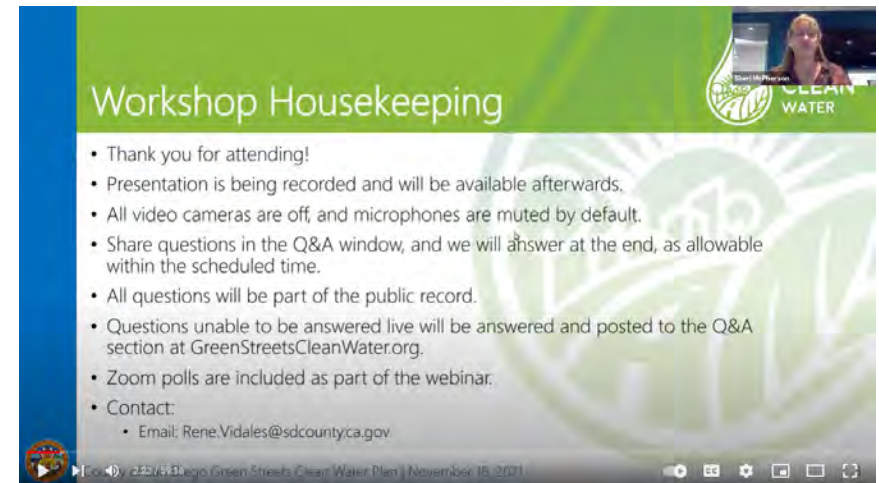 Sheri McPherson
CLEAN
WATER
Workshop Housekeeping
• Thank you for attending!
• Presentation is being recorded and will be available afterwards.
• All video cameras are off, and microphones are muted by default.
• Share questions in the Q&A window, and we will answer at the end, as allowable
within the scheduled time.
• All questions will be part of the public record.
• Questions unable to be answered live will be answered and posted to the Q&A
section at GreenStreetsCleanWater.org.
• Zoom polls are included as part of the webinar.
• Contact:
• Email: Rene.Vidales@sdcounty.ca.gov
Green Streets Clean Water Plan | November 18, 2021
CC